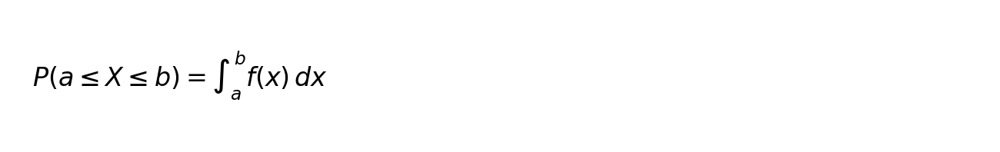 P(a ≤ X ≤ b) = ∫_a^b f(x) dx